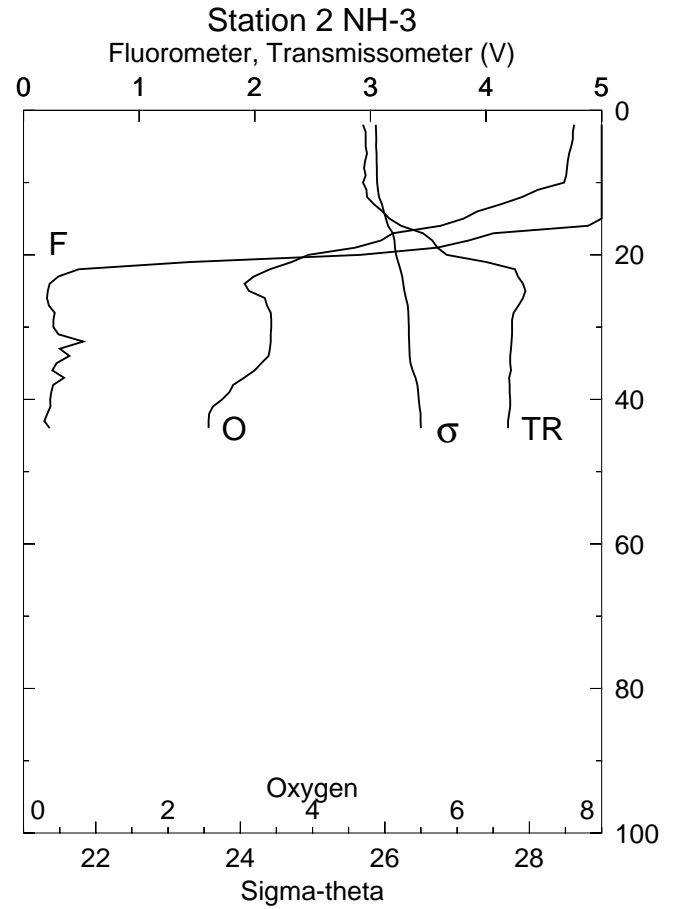 Station 2 NH-3
Fluorometer, Transmissometer (V)
0 1 2 3 4 5
0
F
20
40
O σ TR
60
80
Oxygen
0 2 4 6 8
100
22 24 26 28
Sigma-theta